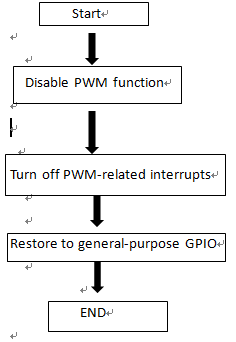 Start
Disable PWM function
Turn off PWM-related interrupts
Restore to general-purpose GPIO
END